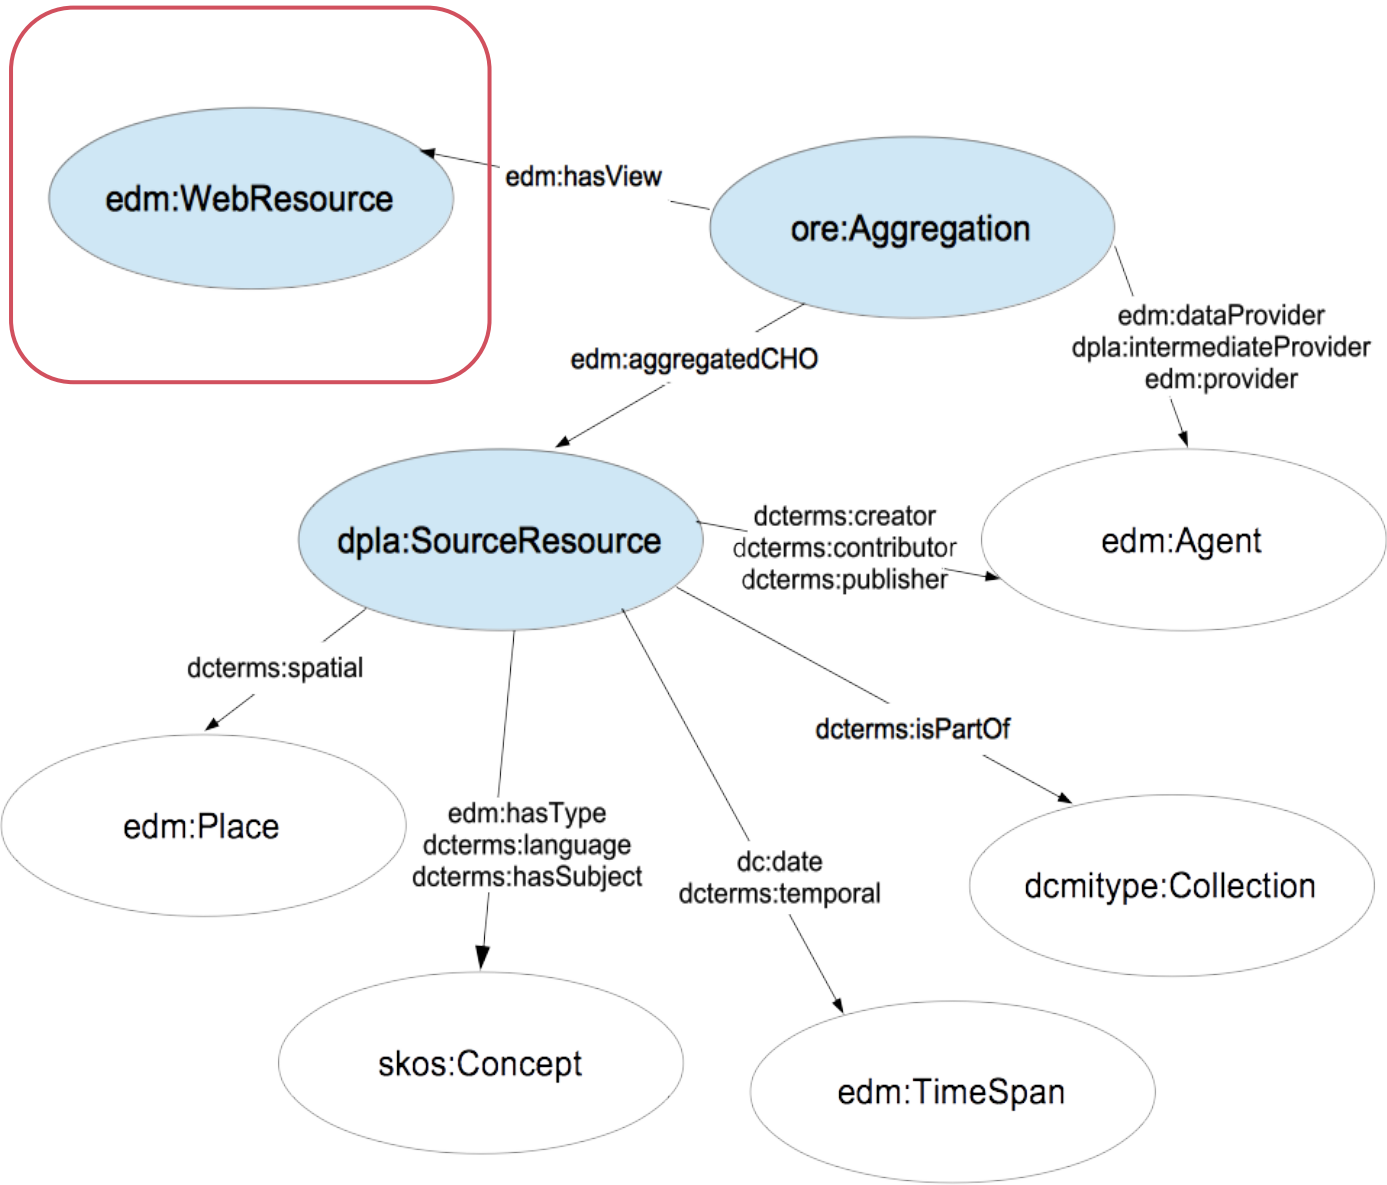 edm:WebResource
edm:hasView
ore:Aggregation
edm:dataProvider
dpla:intermediateProvider
edm:provider
edm:aggregatedCHO
dpla:SourceResource
dcterms:creator
dcterms:contributor
dcterms:publisher
edm:Agent
dcterms:spatial
dcterms:isPartOf
edm:Place
edm:hasType
dcterms:language
dcterms:hasSubject
dc:date
dcterms:temporal
dcmitype:Collection
skos:Concept
edm:TimeSpan